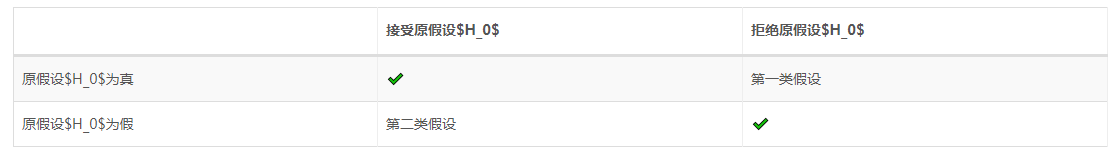 接受原假设$H_0$ 拒绝原假设$H_0$
原假设$H_0$为真 ✔ 第一类假设
原假设$H_0$为假 第二类假设 ✔